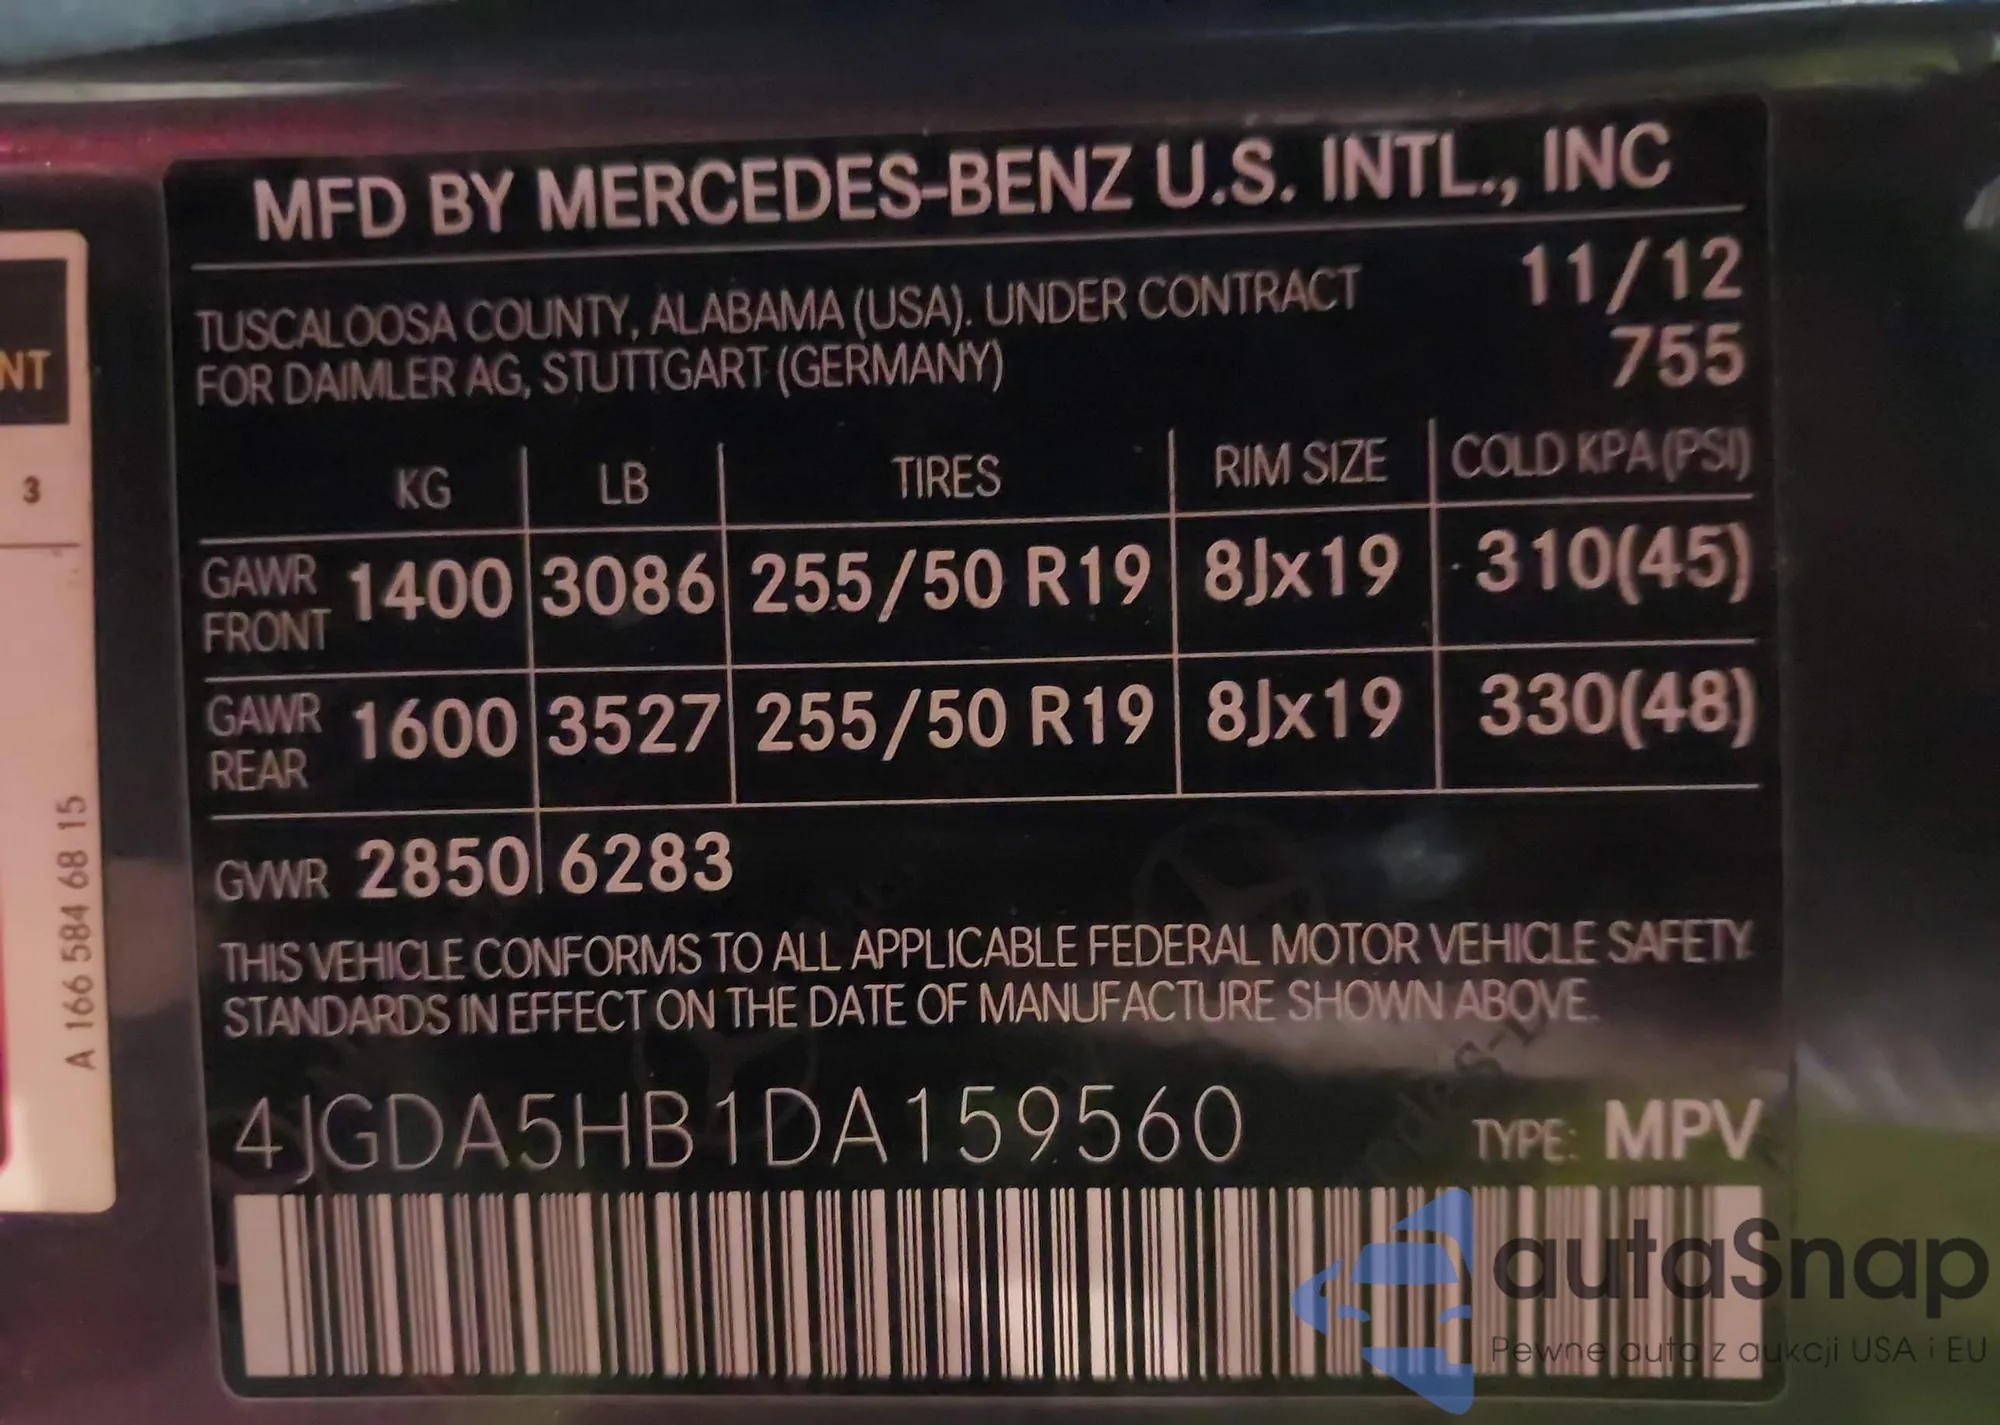 MFD BY MERCEDES-BENZ U.S. INTL., INC
TUSCALOOSA COUNTY, ALABAMA (USA). UNDER CONTRACT
FOR DAIMLER AG, STUTTGART (GERMANY)
11/12
755
KG LB TIRES RIM SIZE COLD KPA (PSI)
GAWR FRONT 1400 3086 255/50 R19 8Jx19 310(45)
GAWR REAR 1600 3527 255/50 R19 8Jx19 330(48)
GVWR 2850 6283
THIS VEHICLE CONFORMS TO ALL APPLICABLE FEDERAL MOTOR VEHICLE SAFETY
STANDARDS IN EFFECT ON THE DATE OF MANUFACTURE SHOWN ABOVE.
4JGDA5HB1DA159560 TYPE: MPV
NT
3
A 166 584 68 15
autaSnap
Pewne auta z aukcji USA i EU